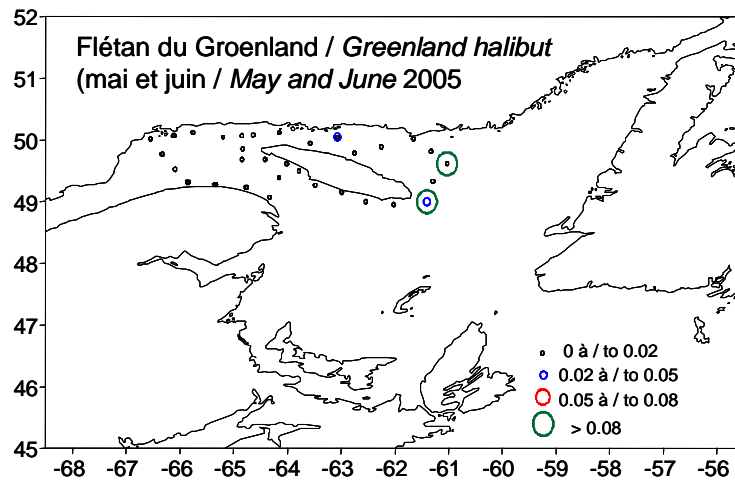 Flétan du Groenland / Greenland halibut
(mai et juin / May and June 2005
52
51
50
49
48
47
46
45
0 à / to 0.02
0.02 à / to 0.05
0.05 à / to 0.08
> 0.08
-68 -67 -66 -65 -64 -63 -62 -61 -60 -59 -58 -57 -56